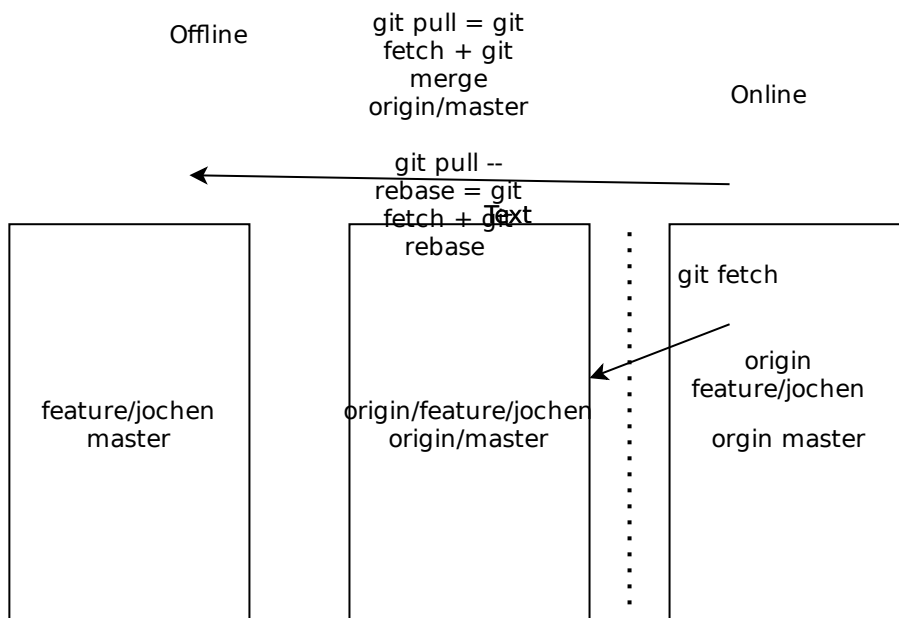 Offline
git pull = git
fetch + git
merge
origin/master
Online
git pull --
rebase = git
fetch + git
rebase
Text
git fetch
feature/jochen
master
origin/feature/jochen
origin/master
origin
feature/jochen
orgin master